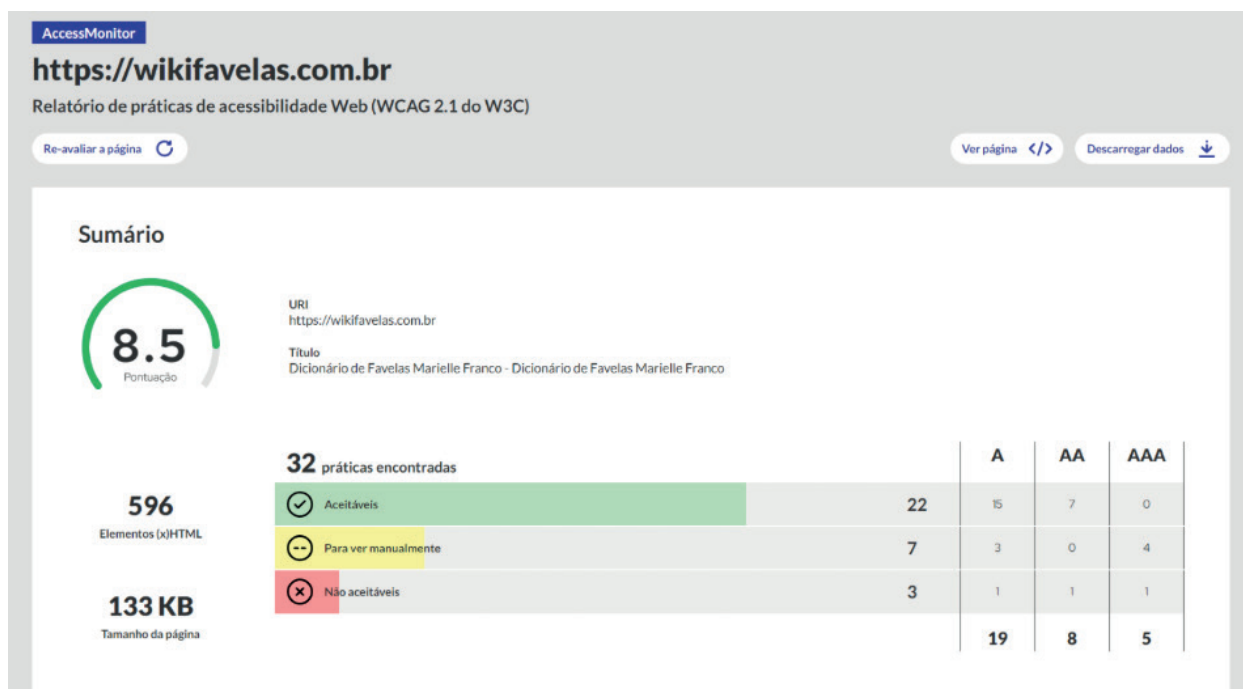 AccessMonitor
https://wikifavelas.com.br
Relatório de práticas de acessibilidade Web (WCAG 2.1 do W3C)
Re-avaliar a página
Ver página </>
Descarregar dados
Sumário
8.5
Pontuação
URI
https://wikifavelas.com.br
Título
Dicionário de Favelas Marielle Franco - Dicionário de Favelas Marielle Franco
596
Elementos (x)HTML
133 KB
Tamanho da página
32 práticas encontradas A AA AAA
Aceitáveis 22 15 7 0
Para ver manualmente 7 3 0 4
Não aceitáveis 3 1 1 1
19 8 5